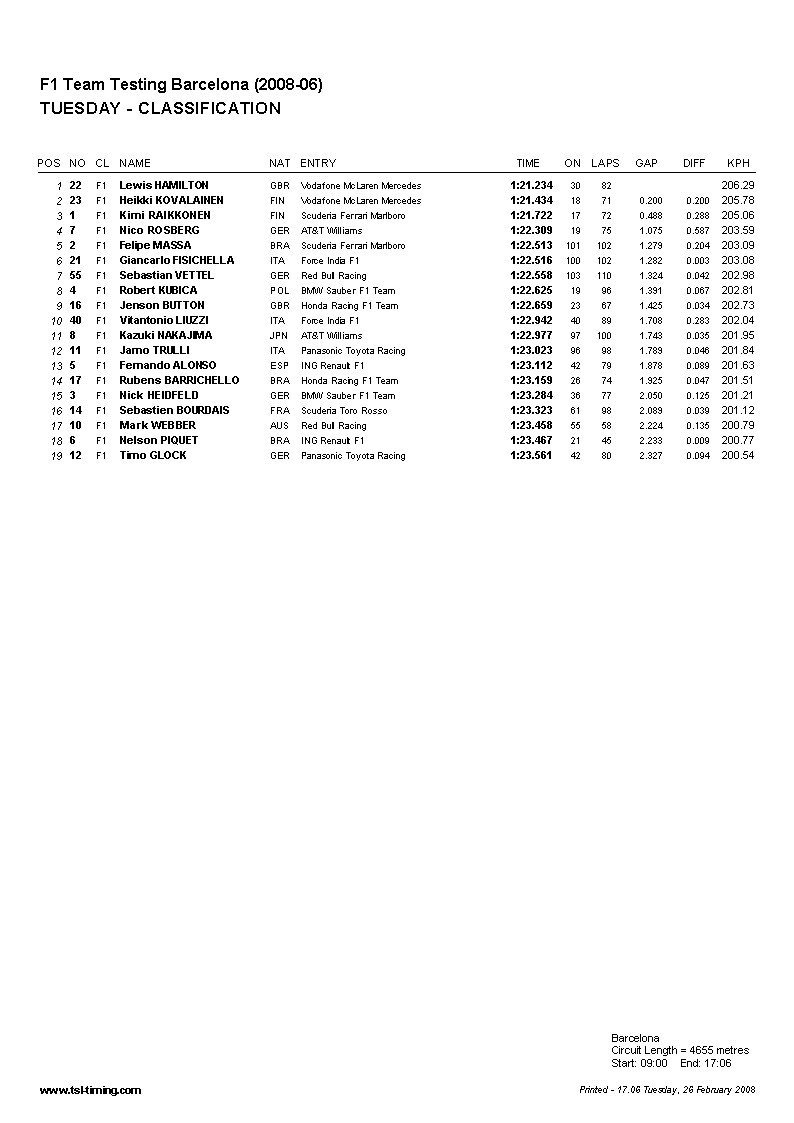 F1 Team Testing Barcelona (2008-06)
TUESDAY - CLASSIFICATION
POS NO CL NAME NAT ENTRY TIME ON LAPS GAP DIFF KPH
1 22 F1 Lewis HAMILTON GBR Vodafone McLaren Mercedes 1:21.234 30 82 206.29
2 23 F1 Heikki KOVALAINEN FIN Vodafone McLaren Mercedes 1:21.434 18 71 0.200 0.200 205.78
3 1 F1 Kimi RAIKKONEN FIN Scuderia Ferrari Marlboro 1:21.722 17 72 0.488 0.288 205.06
4 7 F1 Nico ROSBERG GER AT&T Williams 1:22.309 19 75 1.075 0.587 203.59
5 2 F1 Felipe MASSA BRA Scuderia Ferrari Marlboro 1:22.513 101 102 1.279 0.204 203.09
6 21 F1 Giancarlo FISICHELLA ITA Force India F1 1:22.516 100 102 1.282 0.003 203.08
7 55 F1 Sebastian VETTEL GER Red Bull Racing 1:22.558 103 110 1.324 0.042 202.98
8 4 F1 Robert KUBICA POL BMW Sauber F1 Team 1:22.625 19 96 1.391 0.067 202.81
9 16 F1 Jenson BUTTON GBR Honda Racing F1 Team 1:22.659 23 67 1.425 0.034 202.73
10 40 F1 Vitantonio LIUZZI ITA Force India F1 1:22.942 40 89 1.708 0.283 202.04
11 8 F1 Kazuki NAKAJIMA JPN AT&T Williams 1:22.977 97 100 1.743 0.035 201.95
12 11 F1 Jarno TRULLI ITA Panasonic Toyota Racing 1:23.023 96 98 1.789 0.046 201.84
13 5 F1 Fernando ALONSO ESP ING Renault F1 1:23.112 42 79 1.878 0.089 201.63
14 17 F1 Rubens BARRICHELLO BRA Honda Racing F1 Team 1:23.159 26 74 1.925 0.047 201.51
15 3 F1 Nick HEIDFELD GER BMW Sauber F1 Team 1:23.284 36 77 2.050 0.125 201.21
16 14 F1 Sebastien BOURDAIS FRA Scuderia Toro Rosso 1:23.323 61 98 2.089 0.039 201.12
17 10 F1 Mark WEBBER AUS Red Bull Racing 1:23.458 55 58 2.224 0.135 200.79
18 6 F1 Nelson PIQUET BRA ING Renault F1 1:23.467 21 45 2.233 0.009 200.77
19 12 F1 Timo GLOCK GER Panasonic Toyota Racing 1:23.561 42 80 2.327 0.094 200.54
Barcelona
Circuit Length = 4655 metres
Start: 09:00 End: 17:06
www.tsl-timing.com Printed - 17:06 Tuesday, 26 February 2008